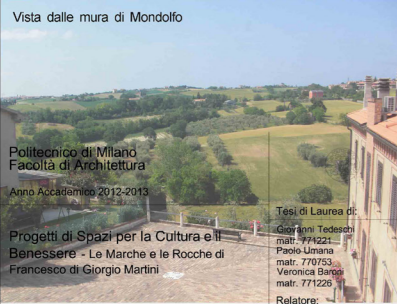 Vista dalle mura di Mondolfo
Politecnico di Milano
Facoltà di Architettura
Anno Accademico 2012-2013
Progetti di Spazi per la Cultura e il
Benessere - Le Marche e le Rocche di
Francesco di Giorgio Martini
Tesi di Laurea di:
Giovanni Tedeschi
matr. 771221
Paolo Umana
matr. 770753
Veronica Baroni
matr. 771226
Relatore: